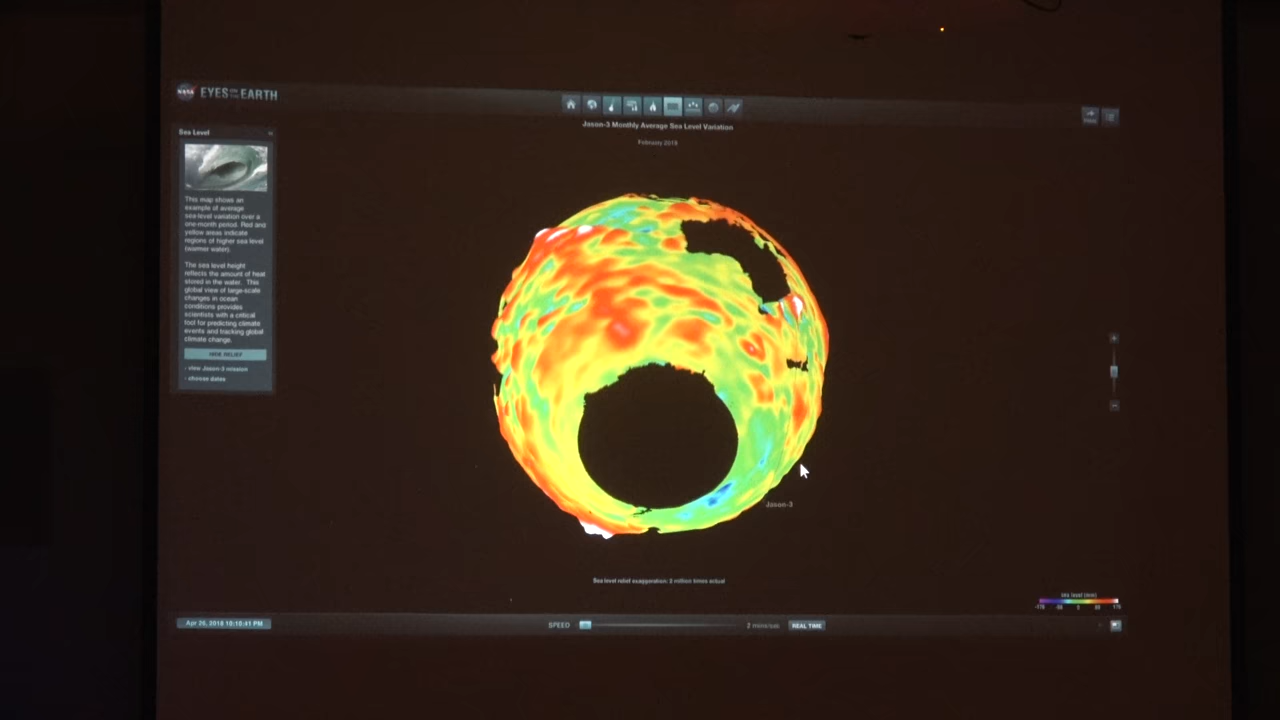 NASA EYES ON THE EARTH
Jason-3 Monthly Average Sea Level Variation
February 2018
Sea Level
This map shows an
example of average
sea-level variation over a
one-month period. Red and
yellow areas indicate
regions of higher sea level
(warmer water).
The sea level height
reflects the amount of heat
stored in the water. This
global view of large-scale
changes in ocean
conditions provides
scientists with a critical
tool for predicting climate
events and tracking global
climate change.
HIDE RELIEF
view Jason-3 mission
choose dates
Jason-3
Sea level relief exaggeration: 2 million times actual
sea level (mm)
Apr 26, 2018 10:10:41 PM
SPEED
2 mins/sec
REAL TIME